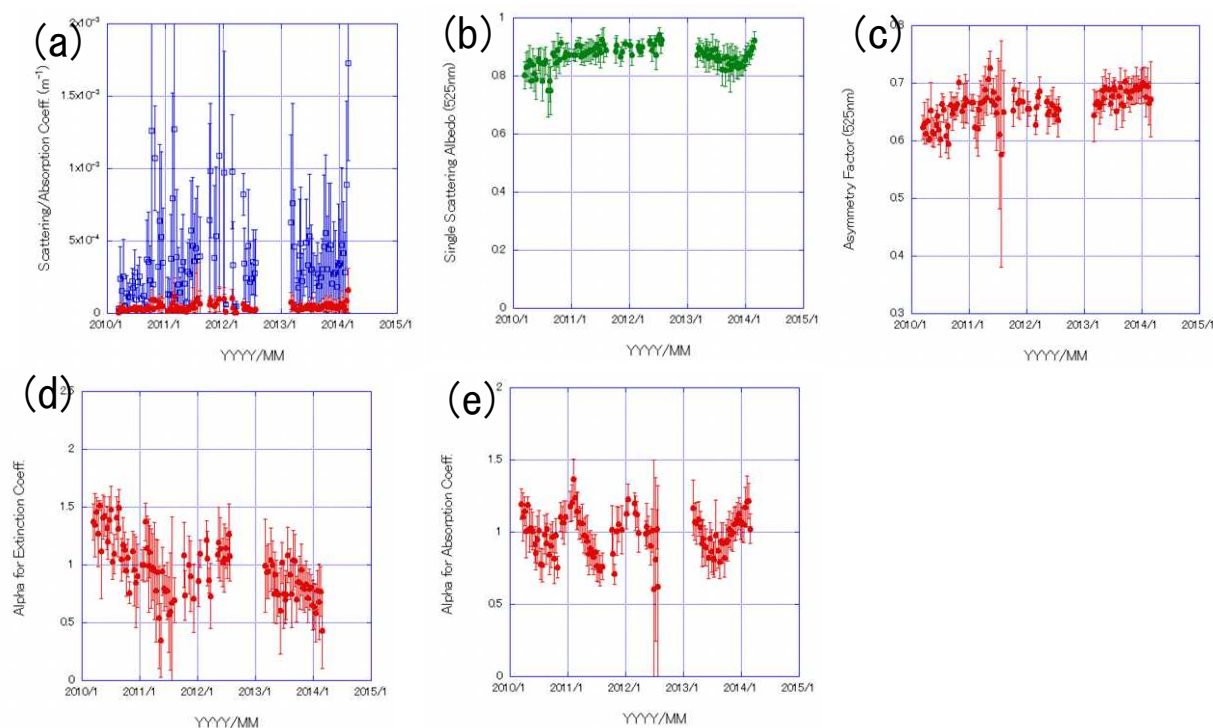 (a)
2x10⁻³
1.5x10⁻³
1x10⁻³
5x10⁻⁴
0
Scattering/Absorption Coeff. (m⁻¹)
2010/1 2011/1 2012/1 2013/1 2014/1 2015/1
YYYY/MM
(b)
1
0.8
0.6
0.4
0.2
0
Single Scattering Albedo (525nm)
2010/1 2011/1 2012/1 2013/1 2014/1 2015/1
YYYY/MM
(c)
0.8
0.7
0.6
0.5
0.4
0.3
Asymmetry Factor (525nm)
2010/1 2011/1 2012/1 2013/1 2014/1 2015/1
YYYY/MM
(d)
2.5
2
1.5
1
0.5
0
Alpha for Extinction Coeff.
2010/1 2011/1 2012/1 2013/1 2014/1 2015/1
YYYY/MM
(e)
2
1.5
1
0.5
0
Alpha for Absorption Coeff.
2010/1 2011/1 2012/1 2013/1 2014/1 2015/1
YYYY/MM